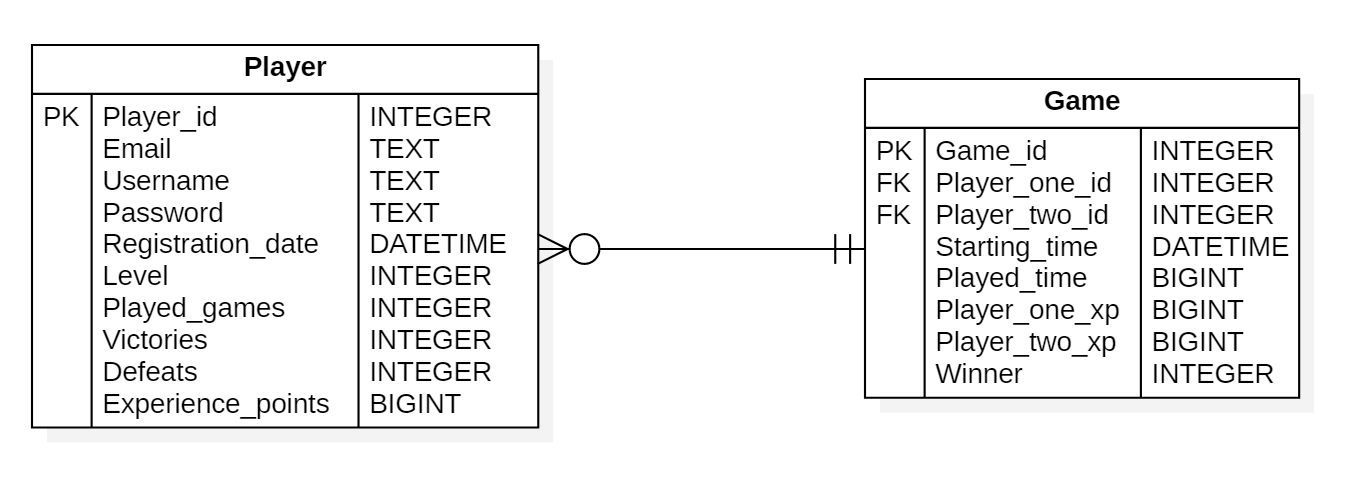 Player
PK Player_id INTEGER
Email TEXT
Username TEXT
Password TEXT
Registration_date DATETIME
Level INTEGER
Played_games INTEGER
Victories INTEGER
Defeats INTEGER
Experience_points BIGINT
Game
PK Game_id INTEGER
FK Player_one_id INTEGER
FK Player_two_id INTEGER
Starting_time DATETIME
Played_time BIGINT
Player_one_xp BIGINT
Player_two_xp BIGINT
Winner INTEGER